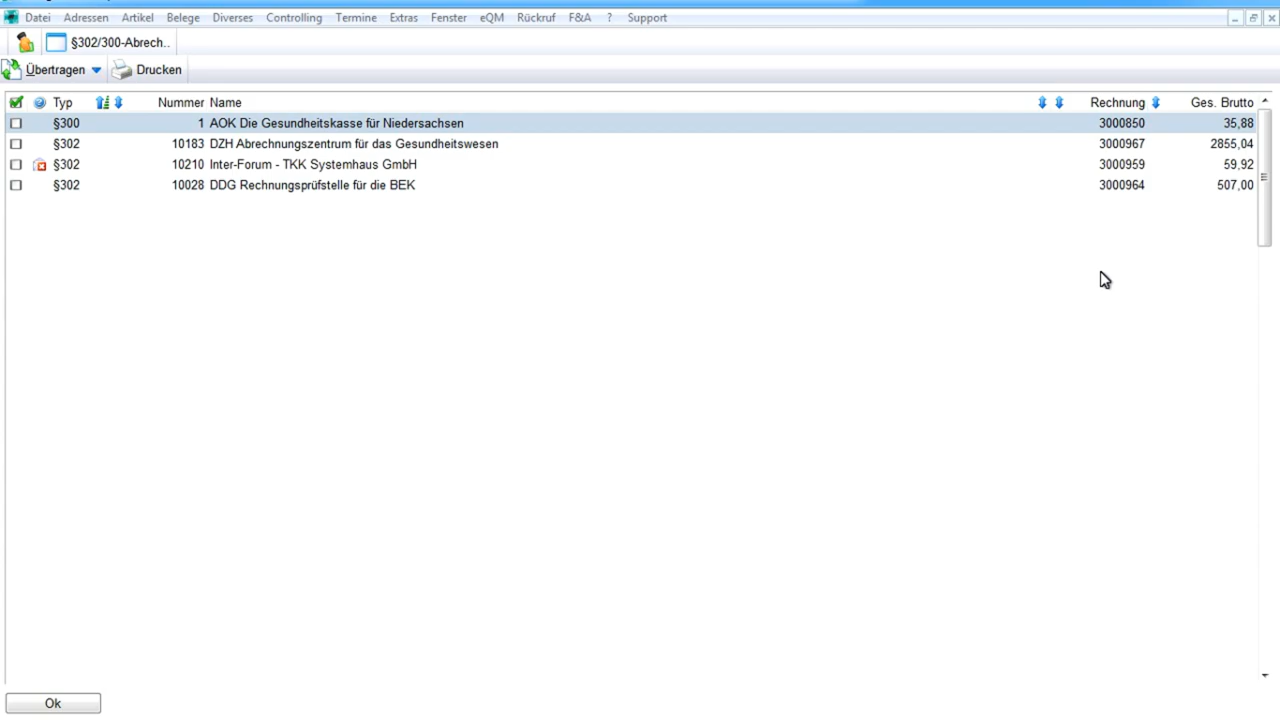 Datei Adressen Artikel Belege Diverses Controlling Termine Extras Fenster eQM Rückruf F&A ? Support
§302/300-Abrech..
Übertragen Drucken
Typ Nummer Name Rechnung Ges. Brutto
§300 1 AOK Die Gesundheitskasse für Niedersachsen 3000850 35,88
§302 10183 DZH Abrechnungszentrum für das Gesundheitswesen 3000967 2855,04
§302 10210 Inter-Forum - TKK Systemhaus GmbH 3000959 59,92
§302 10028 DDG Rechnungsprüfstelle für die BEK 3000964 507,00
Ok